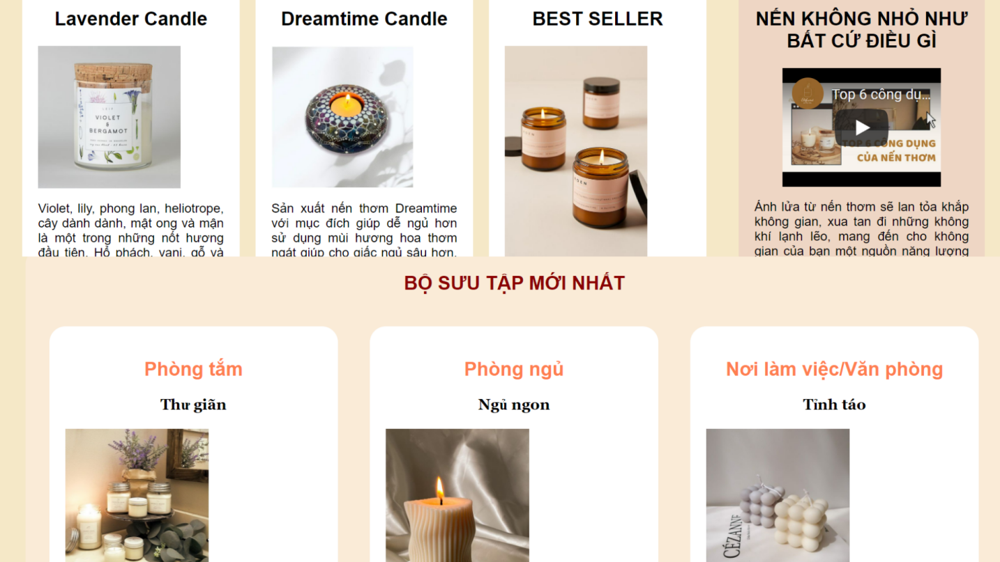 Lavender Candle
VIOLET
&
BERGAMOT
Violet, lily, phong lan, heliotrope,
cây dành dành, mật ong và mận
là một trong những nốt hương
đầu tiên. Hổ phách, vani, gỗ và
Dreamtime Candle
Sản xuất nến thơm Dreamtime
với mục đích giúp dễ ngủ hơn
sử dụng mùi hương hoa thơm
ngát giúp cho giấc ngủ sâu hơn.
BEST SELLER
NẾN KHÔNG NHỎ NHƯ
BẤT CỨ ĐIỀU GÌ
Top 6 công dụ...
TOP 6 CÔNG DỤNG
CỦA NẾN THƠM
Ánh lửa từ nến thơm sẽ lan tỏa khắp
không gian, xua tan đi những không
khí lạnh lẽo, mang đến cho không
gian của bạn một nguồn năng lượng
BỘ SƯU TẬP MỚI NHẤT
Phòng tắm
Thư giãn
Phòng ngủ
Ngủ ngon
Nơi làm việc/Văn phòng
Tỉnh táo
CÉZANNE